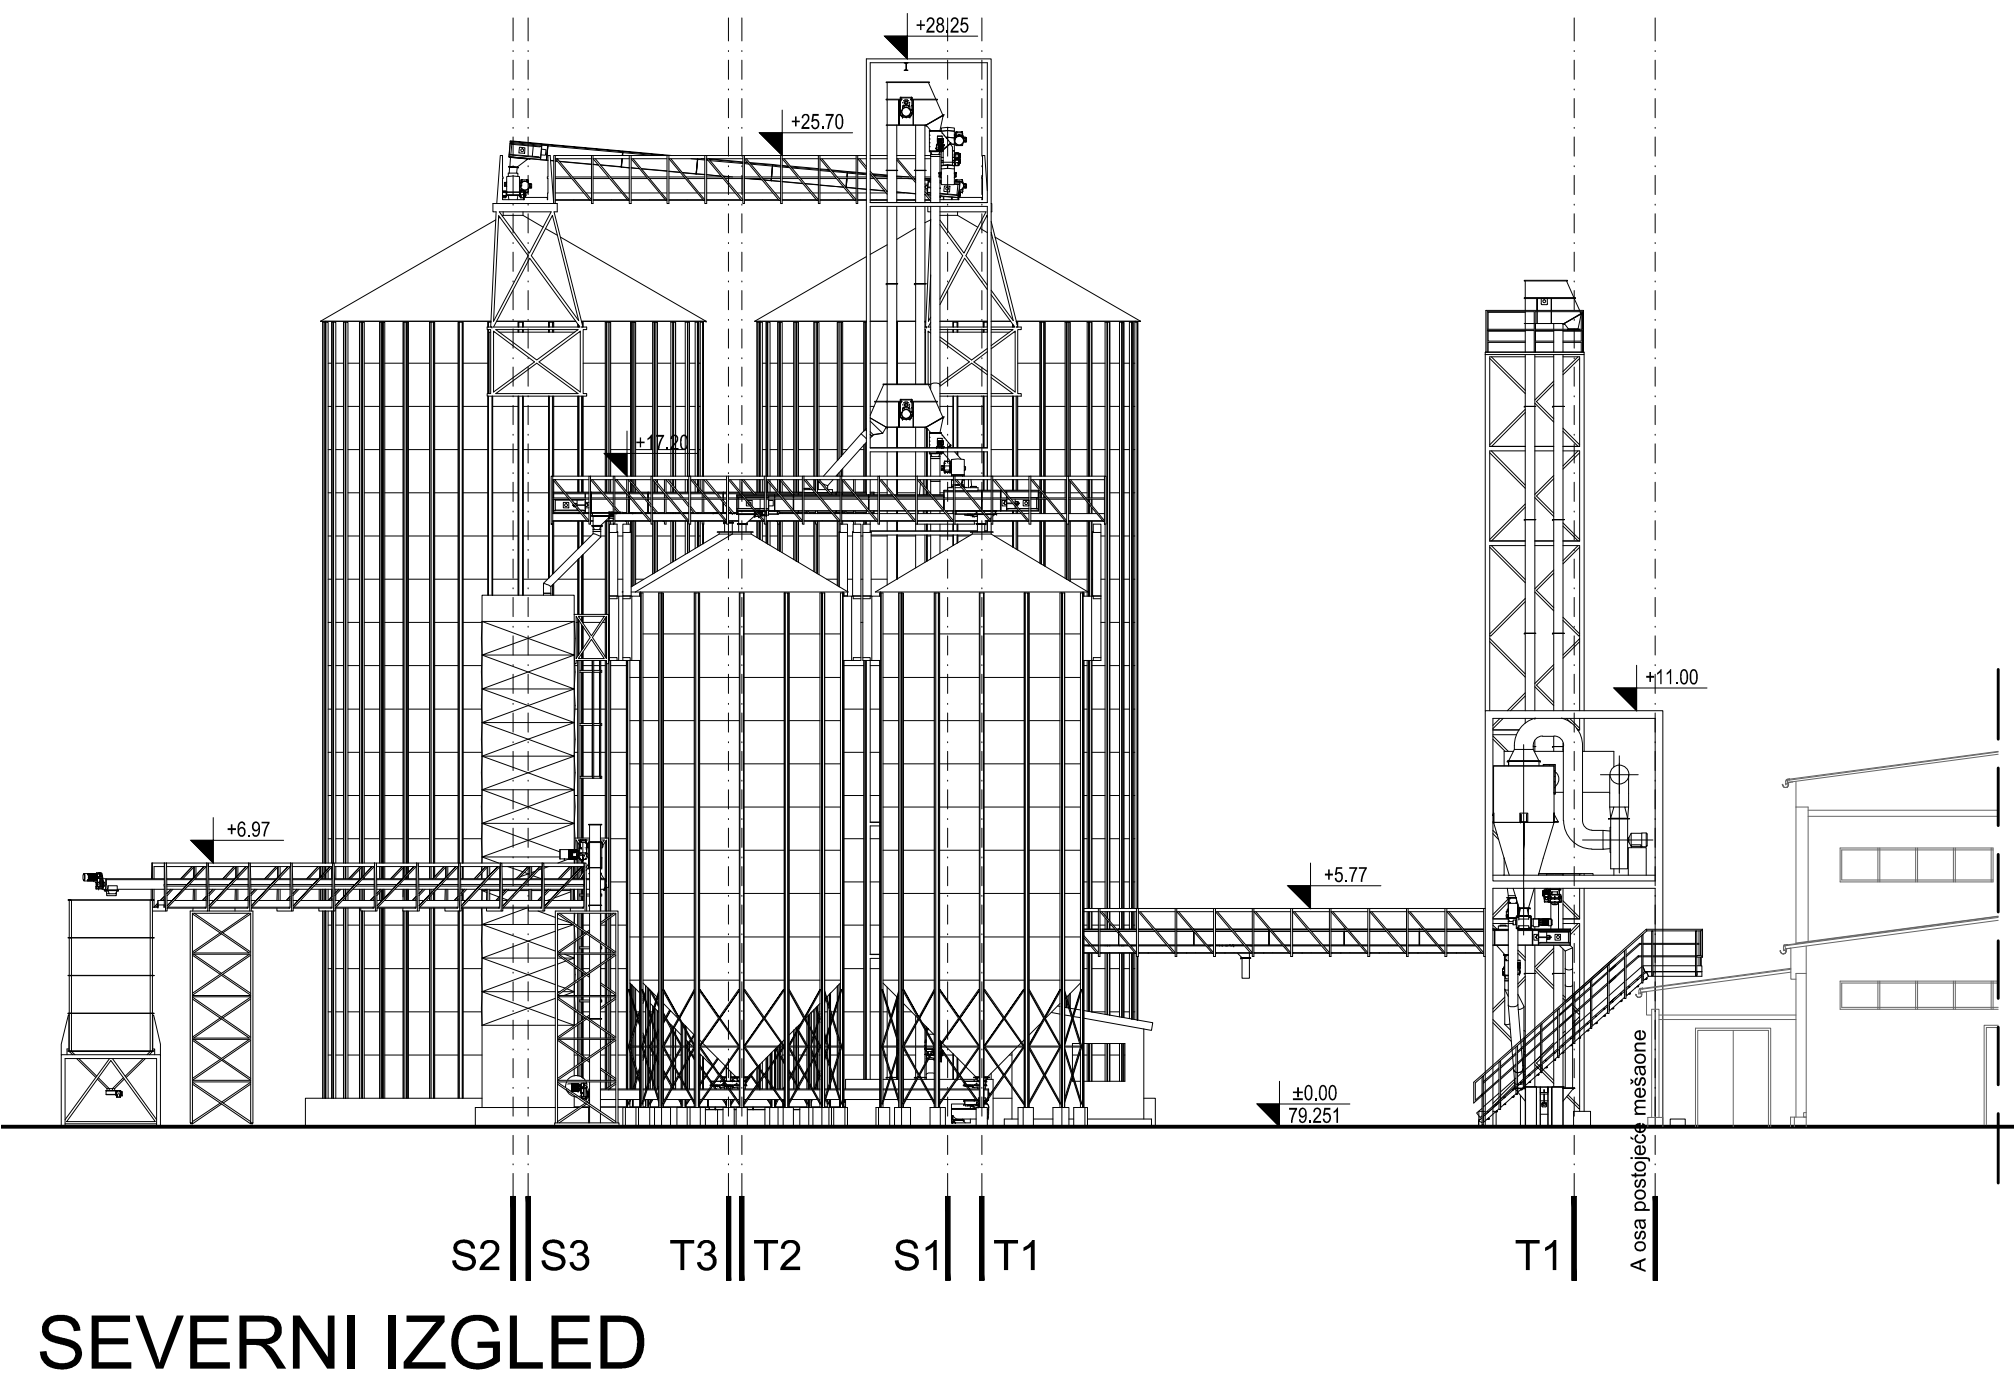 +28.25
+25.70
+17.20
+11.00
+6.97
+5.77
±0.00
79.251
A osa postojeće mešaone
S2 S3 T3 T2 S1 T1 T1
SEVERNI IZGLED